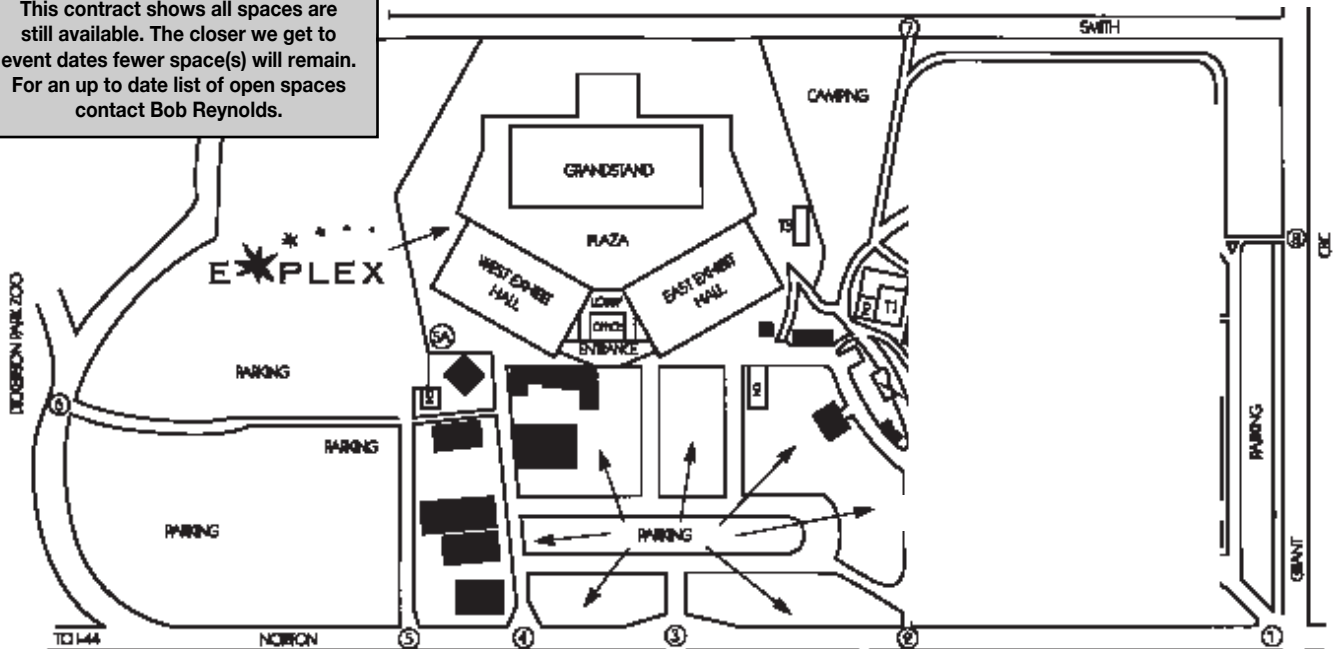 This contract shows all spaces are
still available. The closer we get to
event dates fewer space(s) will remain.
For an up to date list of open spaces
contact Bob Reynolds.
7
SMITH
CAMPING
GRANDSTAND
T3
PLAZA
8
CBC
E PLEX
WEST EXHIBIT
HALL
EAST EXHIBIT
HALL
LOBBY
OFFICE
ENTRANCE
T1
5A
DICKERSON PARK ZOO
PARKING
6
PARKING
PARKING
PARKING
PARKING
GRANT
TO I-44
NORTON
5
4
3
2
1